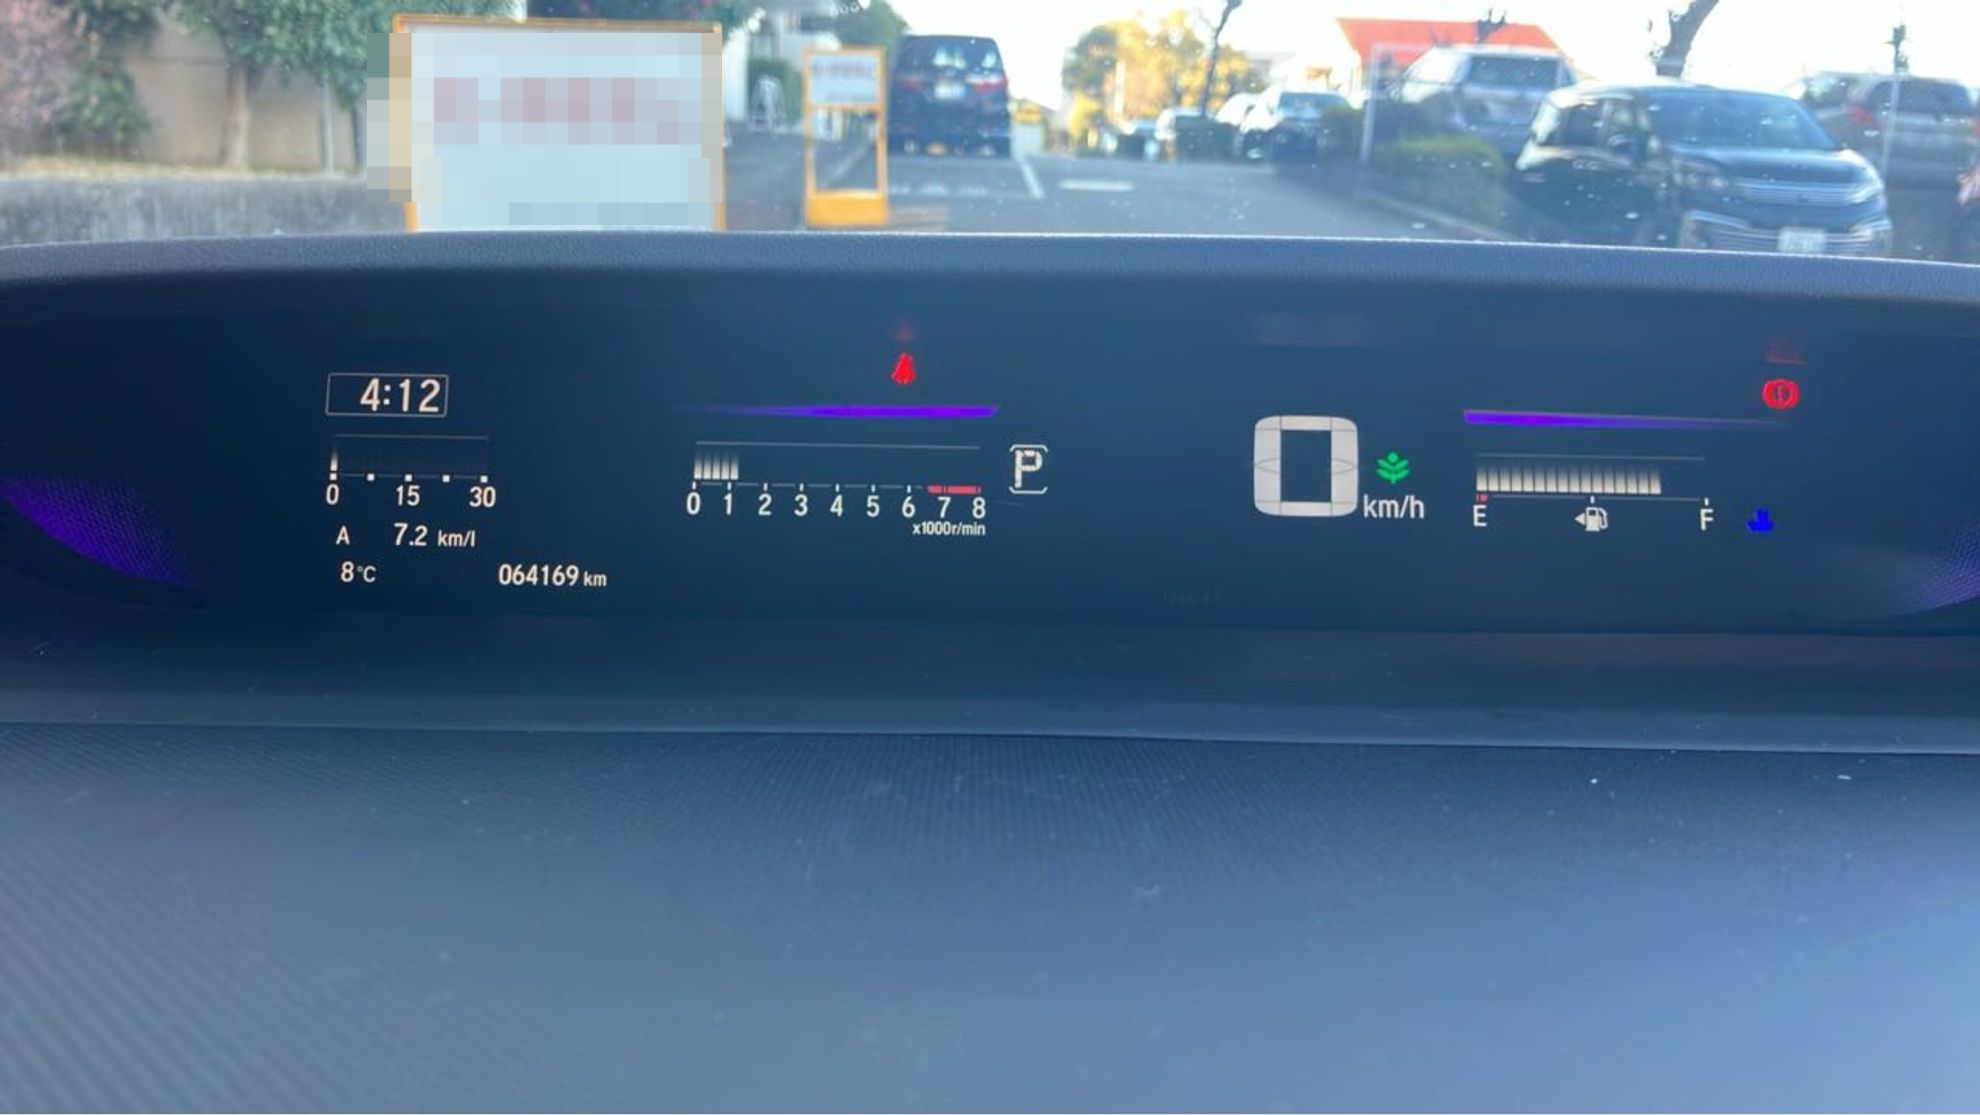 4:12
0 15 30
A 7.2 km/l
8°C
064169 km
0 1 2 3 4 5 6 7 8
x1000r/min
P
0
km/h
E F